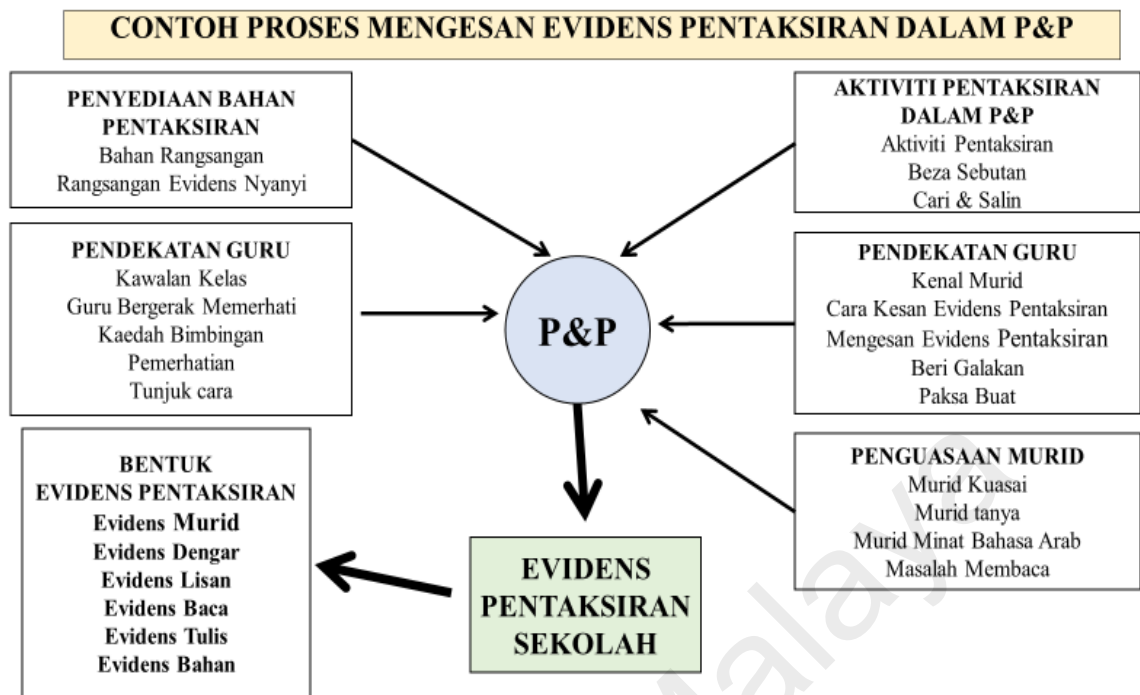 CONTOH PROSES MENGESAN EVIDENS PENTAKSIRAN DALAM P&P
PENYEDIAAN BAHAN
PENTAKSIRAN
Bahan Rangsangan
Rangsangan Evidens Nyanyi
AKTIVITI PENTAKSIRAN
DALAM P&P
Aktiviti Pentaksiran
Beza Sebutan
Cari & Salin
PENDEKATAN GURU
Kawalan Kelas
Guru Bergerak Memerhati
Kaedah Bimbingan
Pemerhatian
Tunjuk cara
P&P
PENDEKATAN GURU
Kenal Murid
Cara Kesan Evidens Pentaksiran
Mengesan Evidens Pentaksiran
Beri Galakan
Paksa Buat
BENTUK
EVIDENS PENTAKSIRAN
Evidens Murid
Evidens Dengar
Evidens Lisan
Evidens Baca
Evidens Tulis
Evidens Bahan
EVIDENS
PENTAKSIRAN
SEKOLAH
PENGUASAAN MURID
Murid Kuasai
Murid tanya
Murid Minat Bahasa Arab
Masalah Membaca
Malaya